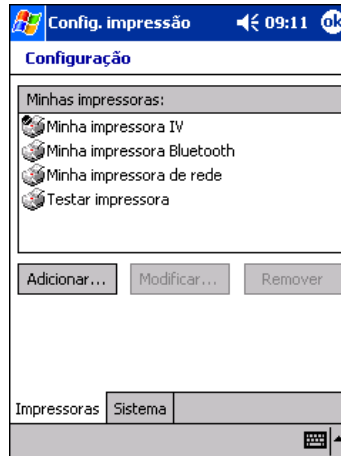 Config. impressão 09:11 ok
Configuração
Minhas impressoras:
Minha impressora IV
Minha impressora Bluetooth
Minha impressora de rede
Testar impressora
Adicionar... Modificar... Remover
Impressoras Sistema